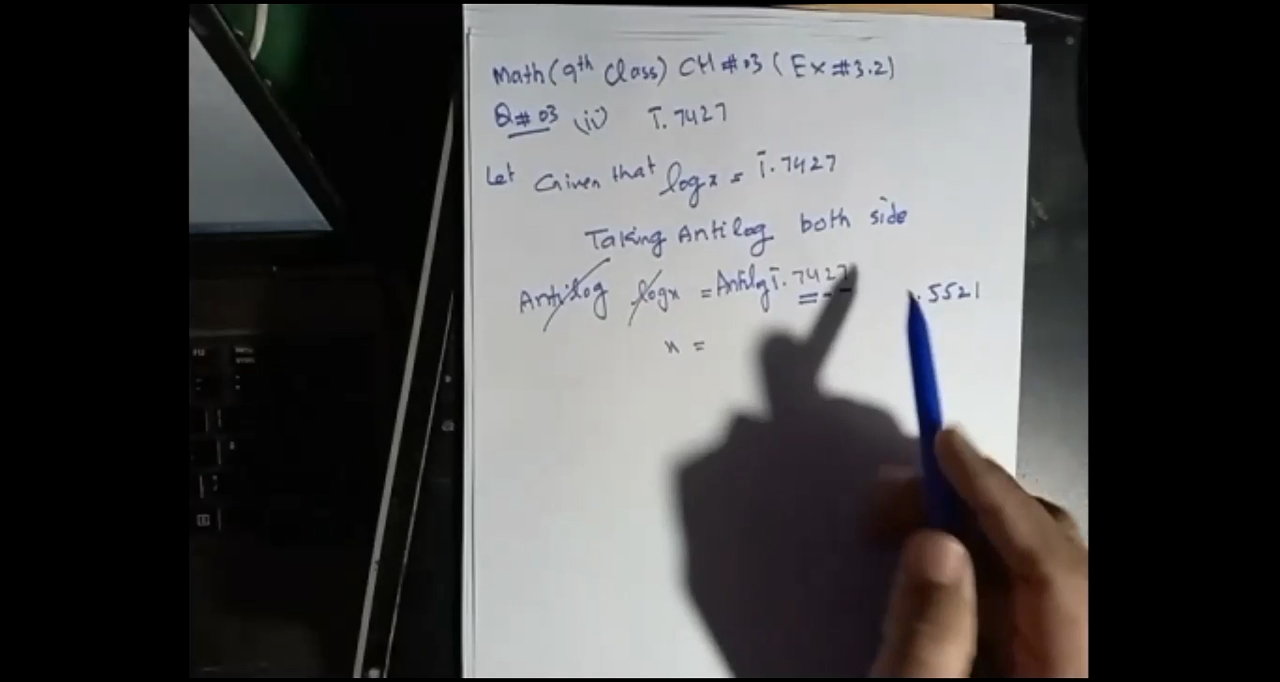 Math (9th Class) CH # 03 ( Ex # 3.2)
Q# 03 (ii) 1̄.7427
Let Given that log x = 1̄.7427
Taking Antilog both side
Antilog log x = Antilg 1̄.7427 .5521
x =